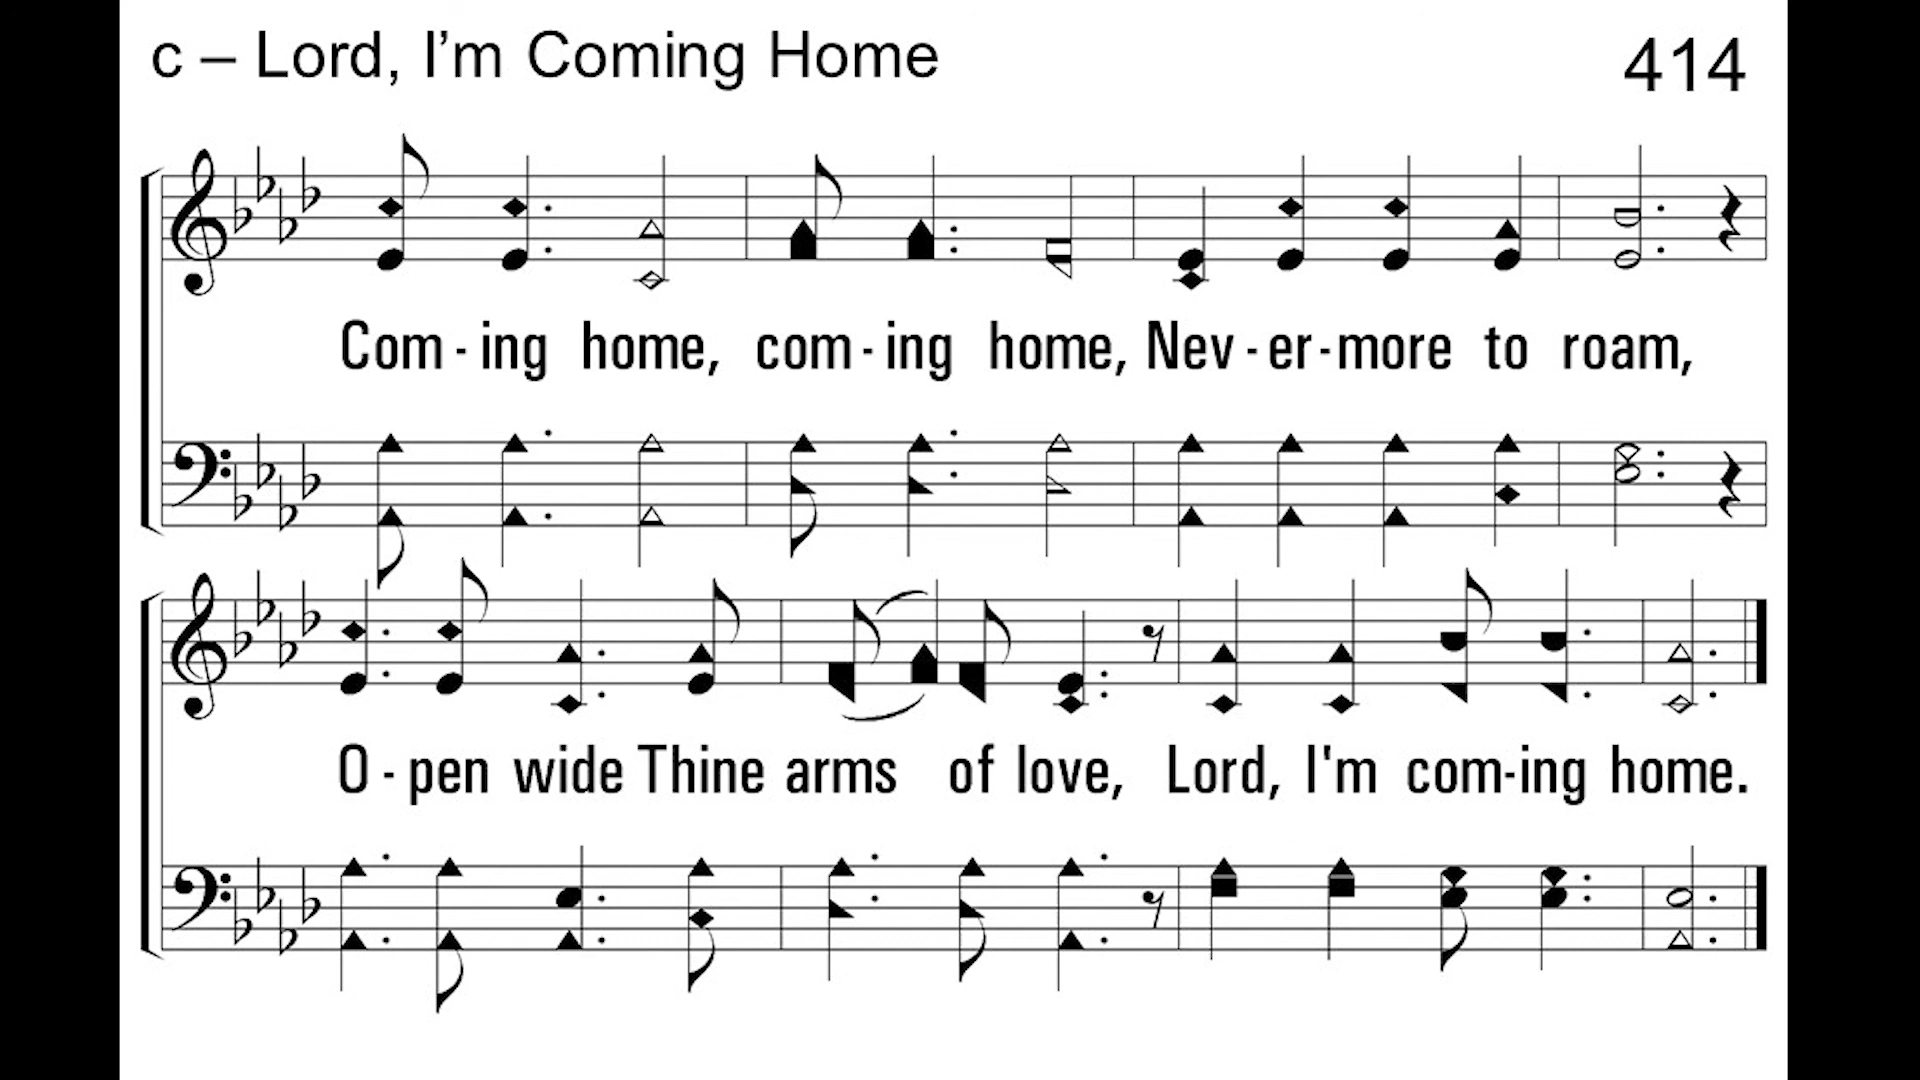 c – Lord, I’m Coming Home 414
Com - ing home, com - ing home, Nev - er - more to roam,
O - pen wide Thine arms of love, Lord, I'm com-ing home.